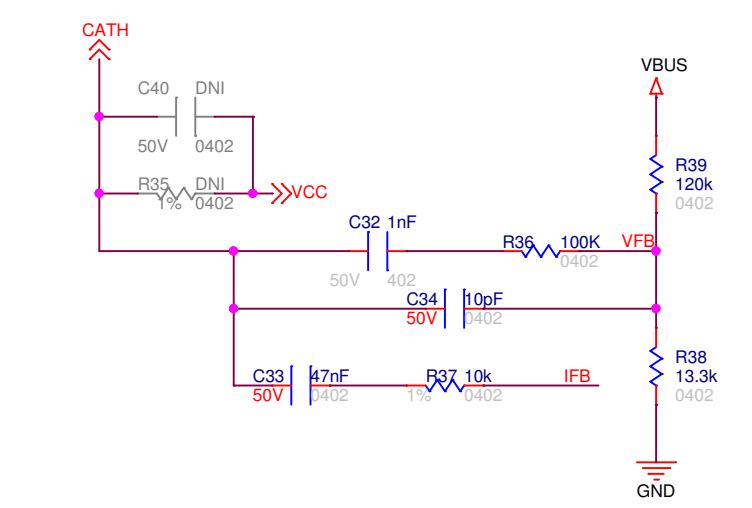 CATH
VBUS
C40 DNI
50V 0402
R35 DNI
1% 0402
VCC
R39
120k
0402
C32 1nF
50V 402
R36 100K
0402
VFB
C34 10pF
50V 0402
R38
13.3k
0402
C33 47nF
50V 0402
R37 10k
1% 0402
IFB
GND